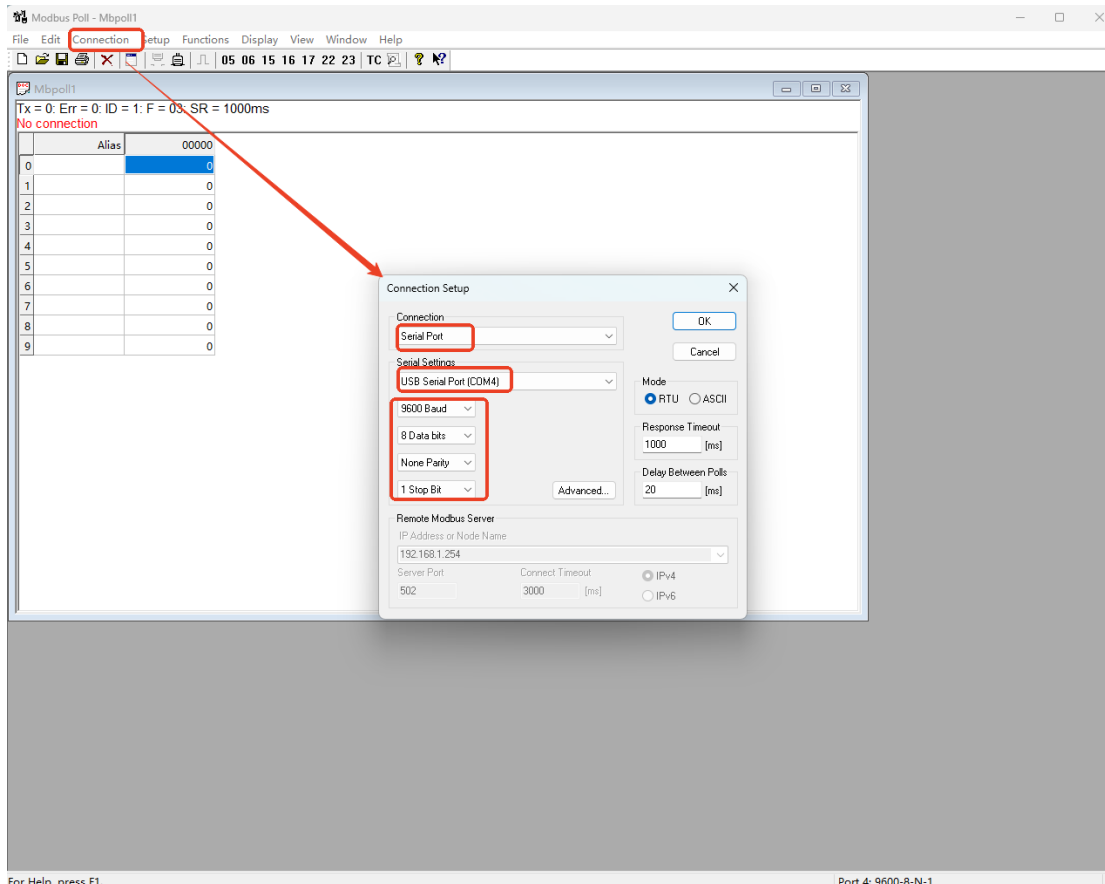 Modbus Poll - Mbpoll1
File Edit Connection Setup Functions Display View Window Help
05 06 15 16 17 22 23 TC
Mbpoll1
Tx = 0: Err = 0: ID = 1: F = 03: SR = 1000ms
No connection
Alias 00000
0 0
1 0
2 0
3 0
4 0
5 0
6 0
7 0
8 0
9 0
Connection Setup
Connection
Serial Port
OK
Cancel
Serial Settings
USB Serial Port (COM4)
9600 Baud
8 Data bits
None Parity
1 Stop Bit
Advanced...
Mode
RTU ASCII
Response Timeout
1000 [ms]
Delay Between Polls
20 [ms]
Remote Modbus Server
IP Address or Node Name
192.168.1.254
Server Port Connect Timeout
502 3000 [ms]
IPv4
IPv6
For Help, press F1. Port 4: 9600-8-N-1